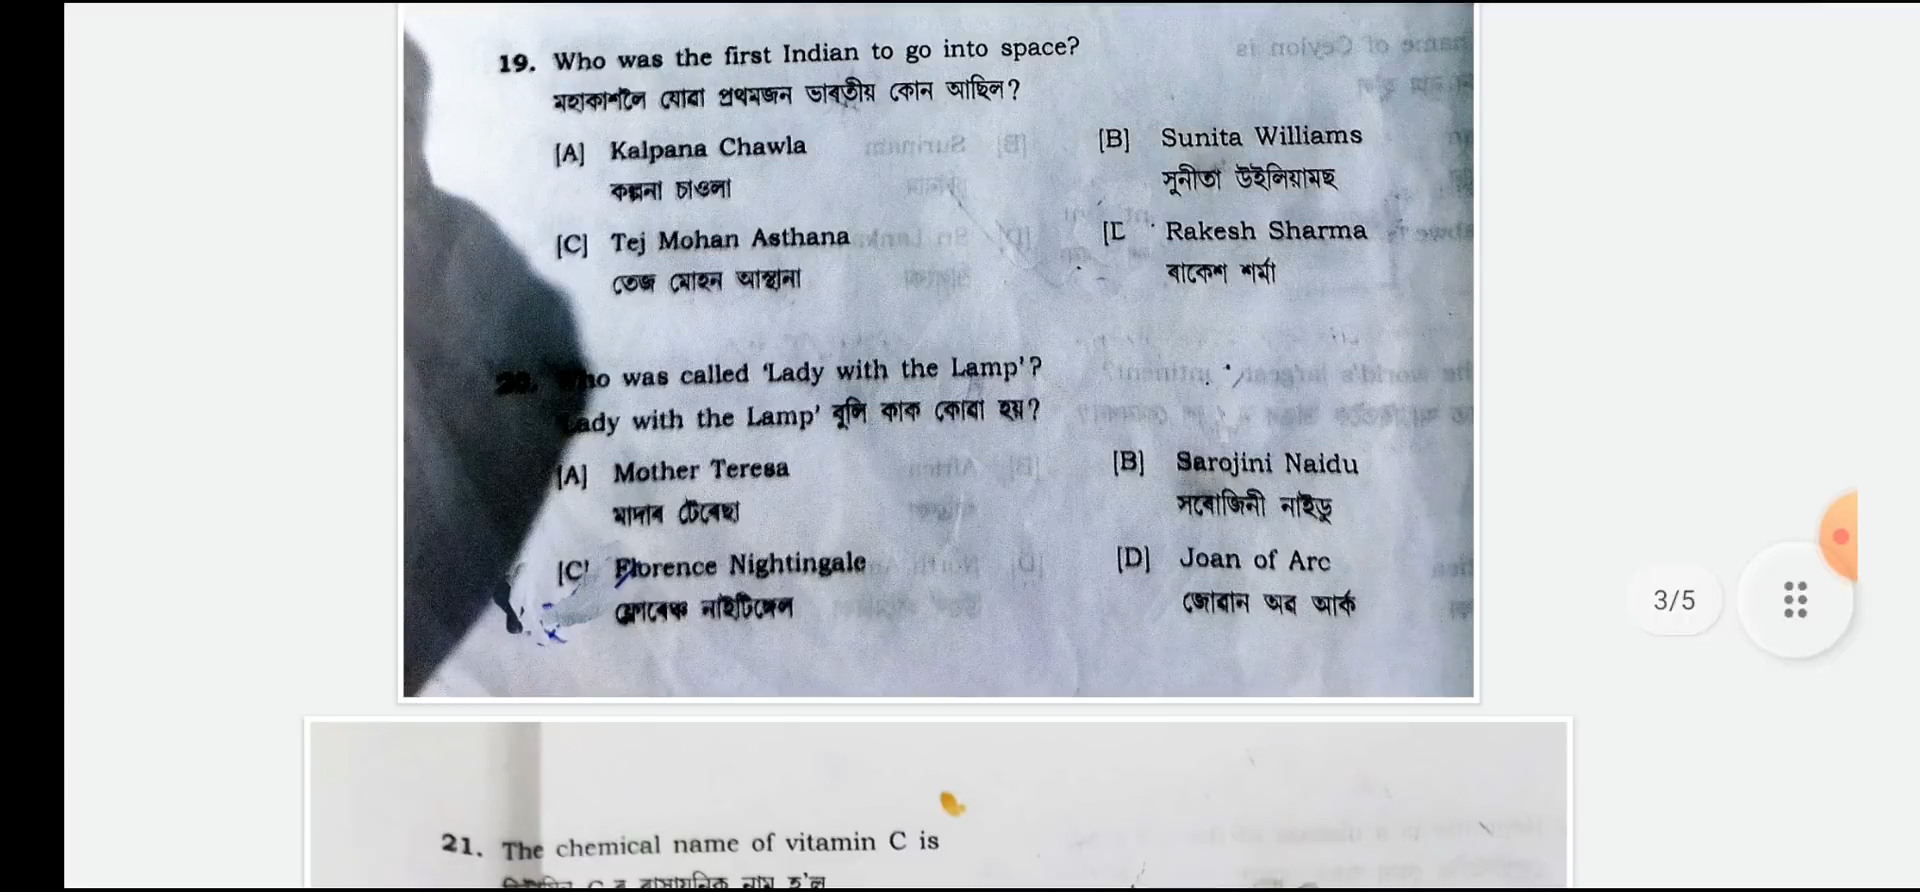 19. Who was the first Indian to go into space?
মহাকাশলৈ যোৱা প্ৰথমজন ভাৰতীয় কোন আছিল?
[A] Kalpana Chawla
[B] Sunita Williams
কল্পনা চাওলা
সুনীতা উইলিয়ামছ
[C] Tej Mohan Asthana
Rakesh Sharma
তেজ মোহন আস্থানা
ৰাকেশ শৰ্মা
20. Who was called 'Lady with the Lamp'?
Lady with the Lamp' বুলি কাক কোৱা হয়?
[A] Mother Teresa
[B] Sarojini Naidu
মাদাৰ টেৰেছা
সৰোজিনী নাইডু
[C] Florence Nightingale
[D] Joan of Arc
ফ্লোৰেঞ্চ নাইটিংগেল
জোৱান অব আৰ্ক
3/5
21. The chemical name of vitamin C is